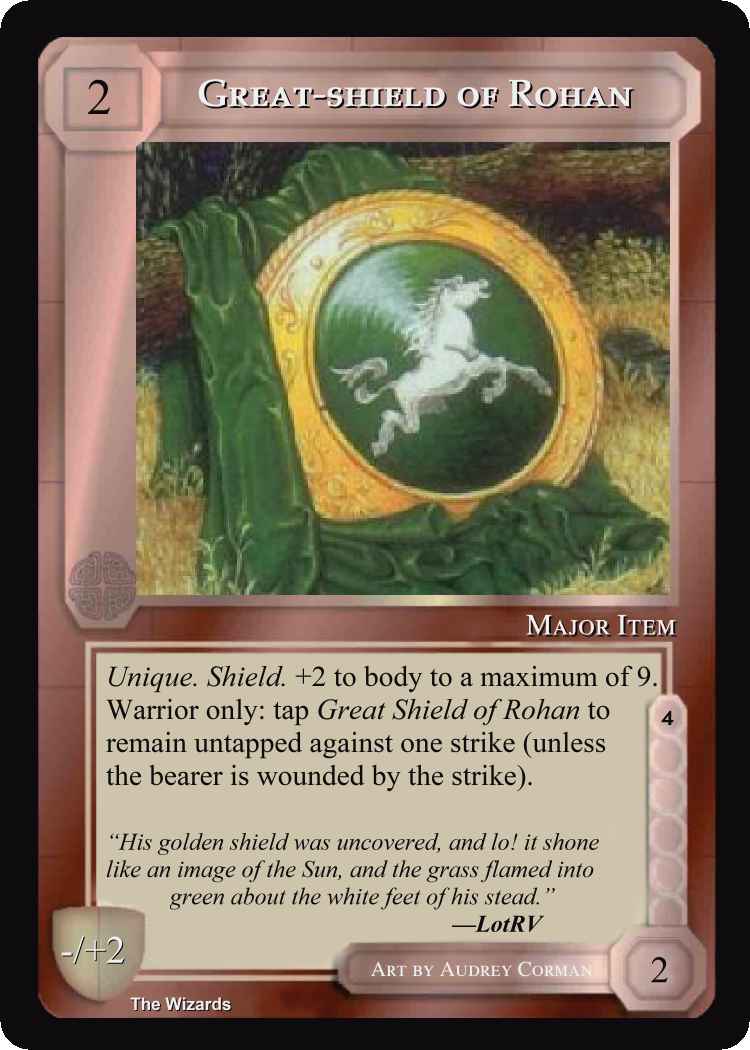 2
Great-shield of Rohan
Major Item
Unique. Shield. +2 to body to a maximum of 9.
Warrior only: tap Great Shield of Rohan to
remain untapped against one strike (unless
the bearer is wounded by the strike).
4
“His golden shield was uncovered, and lo! it shone
like an image of the Sun, and the grass flamed into
green about the white feet of his stead.”
—LotRV
-/+2
Art by Audrey Corman
2
The Wizards